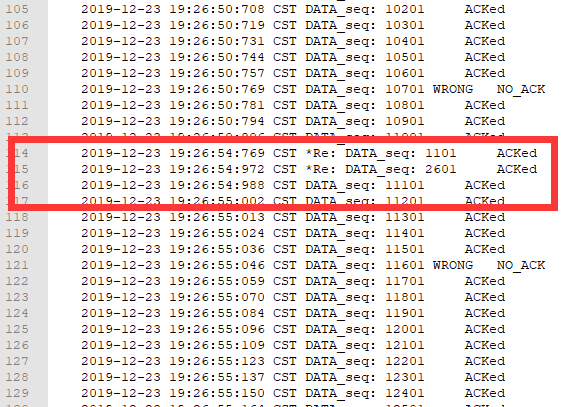 105 2019-12-23 19:26:50:708 CST DATA_seq: 10201 ACKed
106 2019-12-23 19:26:50:719 CST DATA_seq: 10301 ACKed
107 2019-12-23 19:26:50:731 CST DATA_seq: 10401 ACKed
108 2019-12-23 19:26:50:744 CST DATA_seq: 10501 ACKed
109 2019-12-23 19:26:50:757 CST DATA_seq: 10601 ACKed
110 2019-12-23 19:26:50:769 CST DATA_seq: 10701 WRONG NO_ACK
111 2019-12-23 19:26:50:781 CST DATA_seq: 10801 ACKed
112 2019-12-23 19:26:50:794 CST DATA_seq: 10901 ACKed
113 2019-12-23 19:26:50:806 CST DATA_seq: 11001 ACKed
114 2019-12-23 19:26:54:769 CST *Re: DATA_seq: 1101 ACKed
115 2019-12-23 19:26:54:972 CST *Re: DATA_seq: 2601 ACKed
116 2019-12-23 19:26:54:988 CST DATA_seq: 11101 ACKed
117 2019-12-23 19:26:55:002 CST DATA_seq: 11201 ACKed
118 2019-12-23 19:26:55:013 CST DATA_seq: 11301 ACKed
119 2019-12-23 19:26:55:024 CST DATA_seq: 11401 ACKed
120 2019-12-23 19:26:55:036 CST DATA_seq: 11501 ACKed
121 2019-12-23 19:26:55:046 CST DATA_seq: 11601 WRONG NO_ACK
122 2019-12-23 19:26:55:059 CST DATA_seq: 11701 ACKed
123 2019-12-23 19:26:55:070 CST DATA_seq: 11801 ACKed
124 2019-12-23 19:26:55:084 CST DATA_seq: 11901 ACKed
125 2019-12-23 19:26:55:096 CST DATA_seq: 12001 ACKed
126 2019-12-23 19:26:55:109 CST DATA_seq: 12101 ACKed
127 2019-12-23 19:26:55:123 CST DATA_seq: 12201 ACKed
128 2019-12-23 19:26:55:137 CST DATA_seq: 12301 ACKed
129 2019-12-23 19:26:55:150 CST DATA_seq: 12401 ACKed